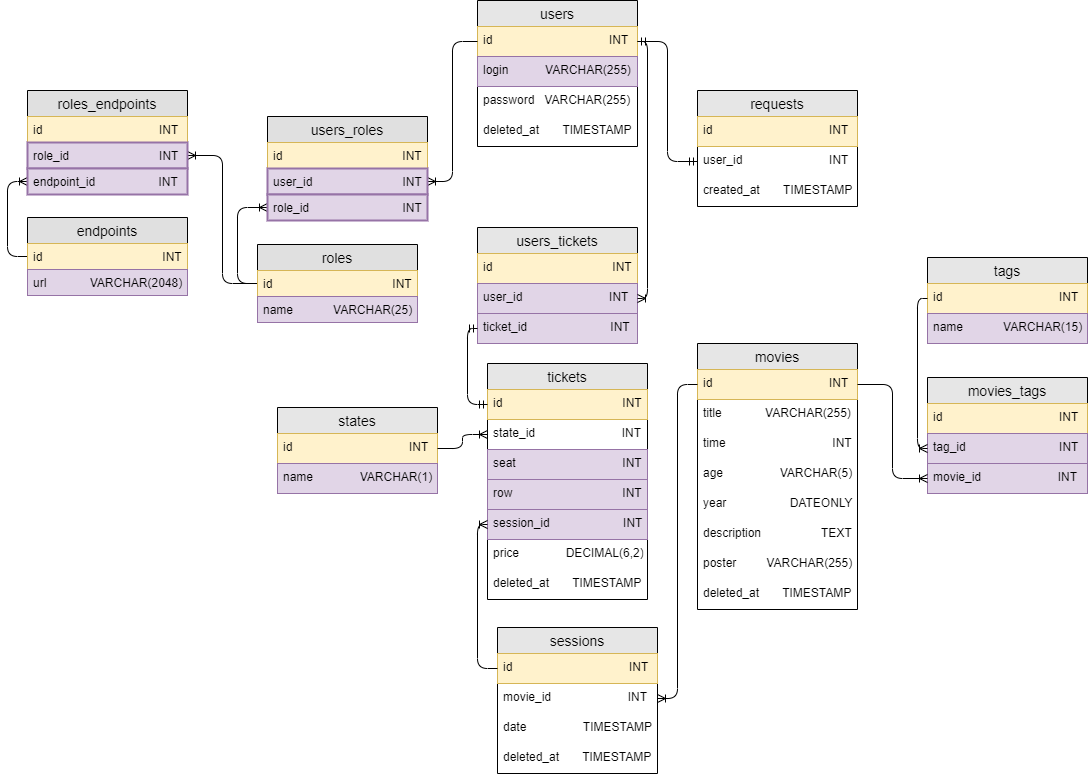 users
id INT
login VARCHAR(255)
password VARCHAR(255)
deleted_at TIMESTAMP
roles_endpoints
id INT
role_id INT
endpoint_id INT
users_roles
id INT
user_id INT
role_id INT
requests
id INT
user_id INT
created_at TIMESTAMP
endpoints
id INT
url VARCHAR(2048)
roles
id INT
name VARCHAR(25)
users_tickets
id INT
user_id INT
ticket_id INT
tags
id INT
name VARCHAR(15)
tickets
id INT
state_id INT
seat INT
row INT
session_id INT
price DECIMAL(6,2)
deleted_at TIMESTAMP
states
id INT
name VARCHAR(1)
movies
id INT
title VARCHAR(255)
time INT
age VARCHAR(5)
year DATEONLY
description TEXT
poster VARCHAR(255)
deleted_at TIMESTAMP
movies_tags
id INT
tag_id INT
movie_id INT
sessions
id INT
movie_id INT
date TIMESTAMP
deleted_at TIMESTAMP